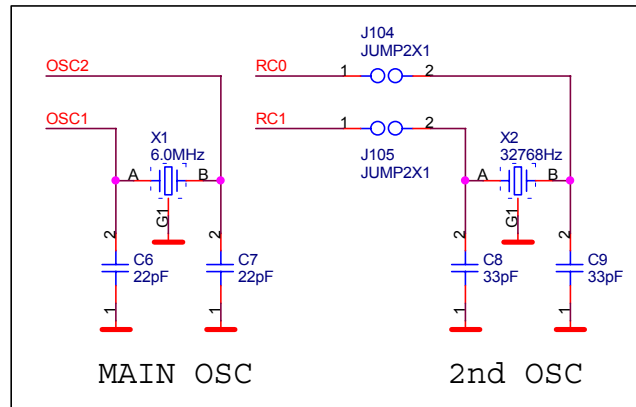 J104
JUMP2X1
OSC2
RC0
1
2
OSC1
RC1
1
2
X1
6.0MHz
J105
JUMP2X1
X2
32768Hz
A
B
A
B
G1
G1
2
C6
22pF
1
2
C7
22pF
1
2
C8
33pF
1
2
C9
33pF
1
MAIN OSC
2nd OSC